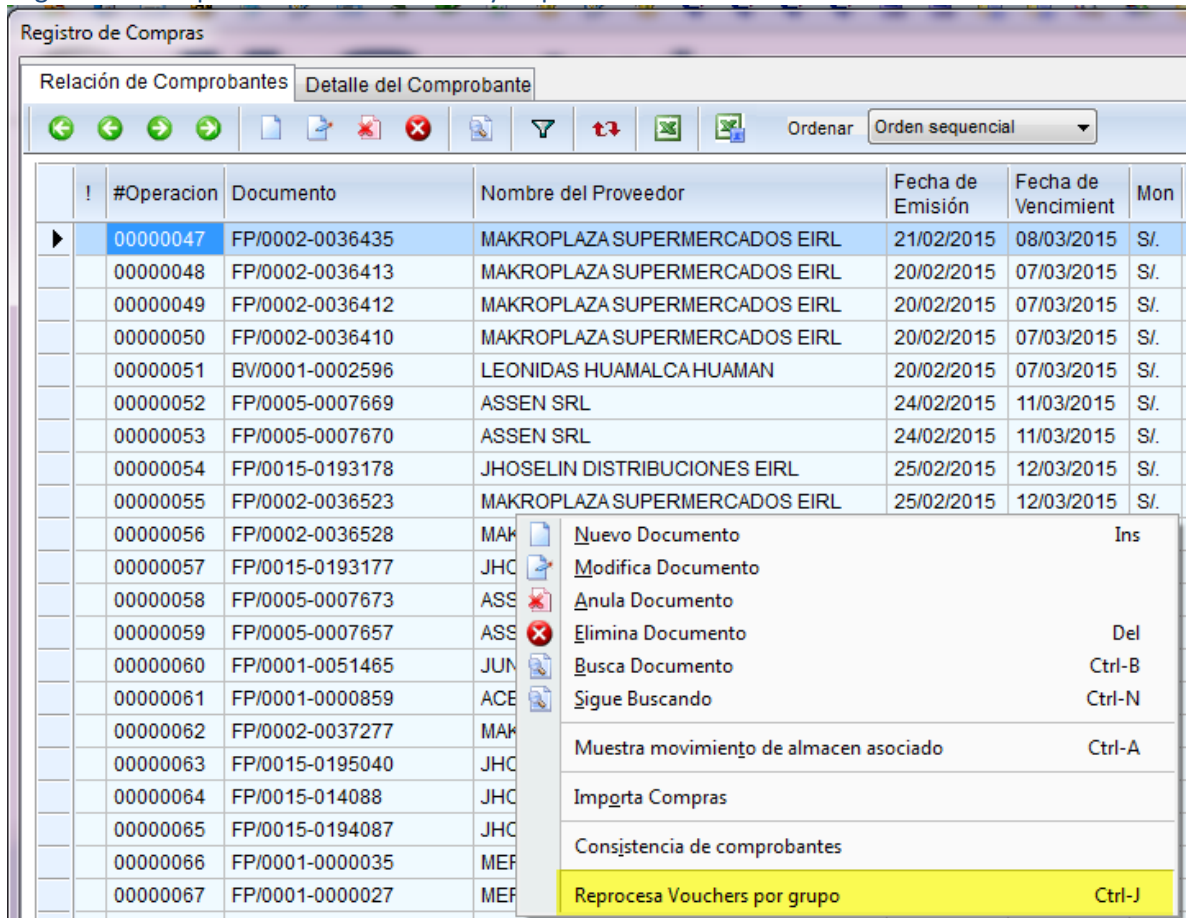 Registro de Compras
Relación de Comprobantes Detalle del Comprobante
Ordenar Orden sequencial
! #Operacion Documento Nombre del Proveedor Fecha de Emisión Fecha de Vencimient Mon
00000047 FP/0002-0036435 MAKROPLAZA SUPERMERCADOS EIRL 21/02/2015 08/03/2015 S/.
00000048 FP/0002-0036413 MAKROPLAZA SUPERMERCADOS EIRL 20/02/2015 07/03/2015 S/.
00000049 FP/0002-0036412 MAKROPLAZA SUPERMERCADOS EIRL 20/02/2015 07/03/2015 S/.
00000050 FP/0002-0036410 MAKROPLAZA SUPERMERCADOS EIRL 20/02/2015 07/03/2015 S/.
00000051 BV/0001-0002596 LEONIDAS HUAMALCA HUAMAN 20/02/2015 07/03/2015 S/.
00000052 FP/0005-0007669 ASSEN SRL 24/02/2015 11/03/2015 S/.
00000053 FP/0005-0007670 ASSEN SRL 24/02/2015 11/03/2015 S/.
00000054 FP/0015-0193178 JHOSELIN DISTRIBUCIONES EIRL 25/02/2015 12/03/2015 S/.
00000055 FP/0002-0036523 MAKROPLAZA SUPERMERCADOS EIRL 25/02/2015 12/03/2015 S/.
00000056 FP/0002-0036528 MAK
00000057 FP/0015-0193177 JHO
00000058 FP/0005-0007673 ASS
00000059 FP/0005-0007657 ASS
00000060 FP/0001-0051465 JUN
00000061 FP/0001-0000859 ACE
00000062 FP/0002-0037277 MAK
00000063 FP/0015-0195040 JHO
00000064 FP/0015-014088 JHO
00000065 FP/0015-0194087 JHO
00000066 FP/0001-0000035 MER
00000067 FP/0001-0000027 MER
Nuevo Documento Ins
Modifica Documento
Anula Documento
Elimina Documento Del
Busca Documento Ctrl-B
Sigue Buscando Ctrl-N
Muestra movimiento de almacen asociado Ctrl-A
Importa Compras
Consistencia de comprobantes
Reprocesa Vouchers por grupo Ctrl-J